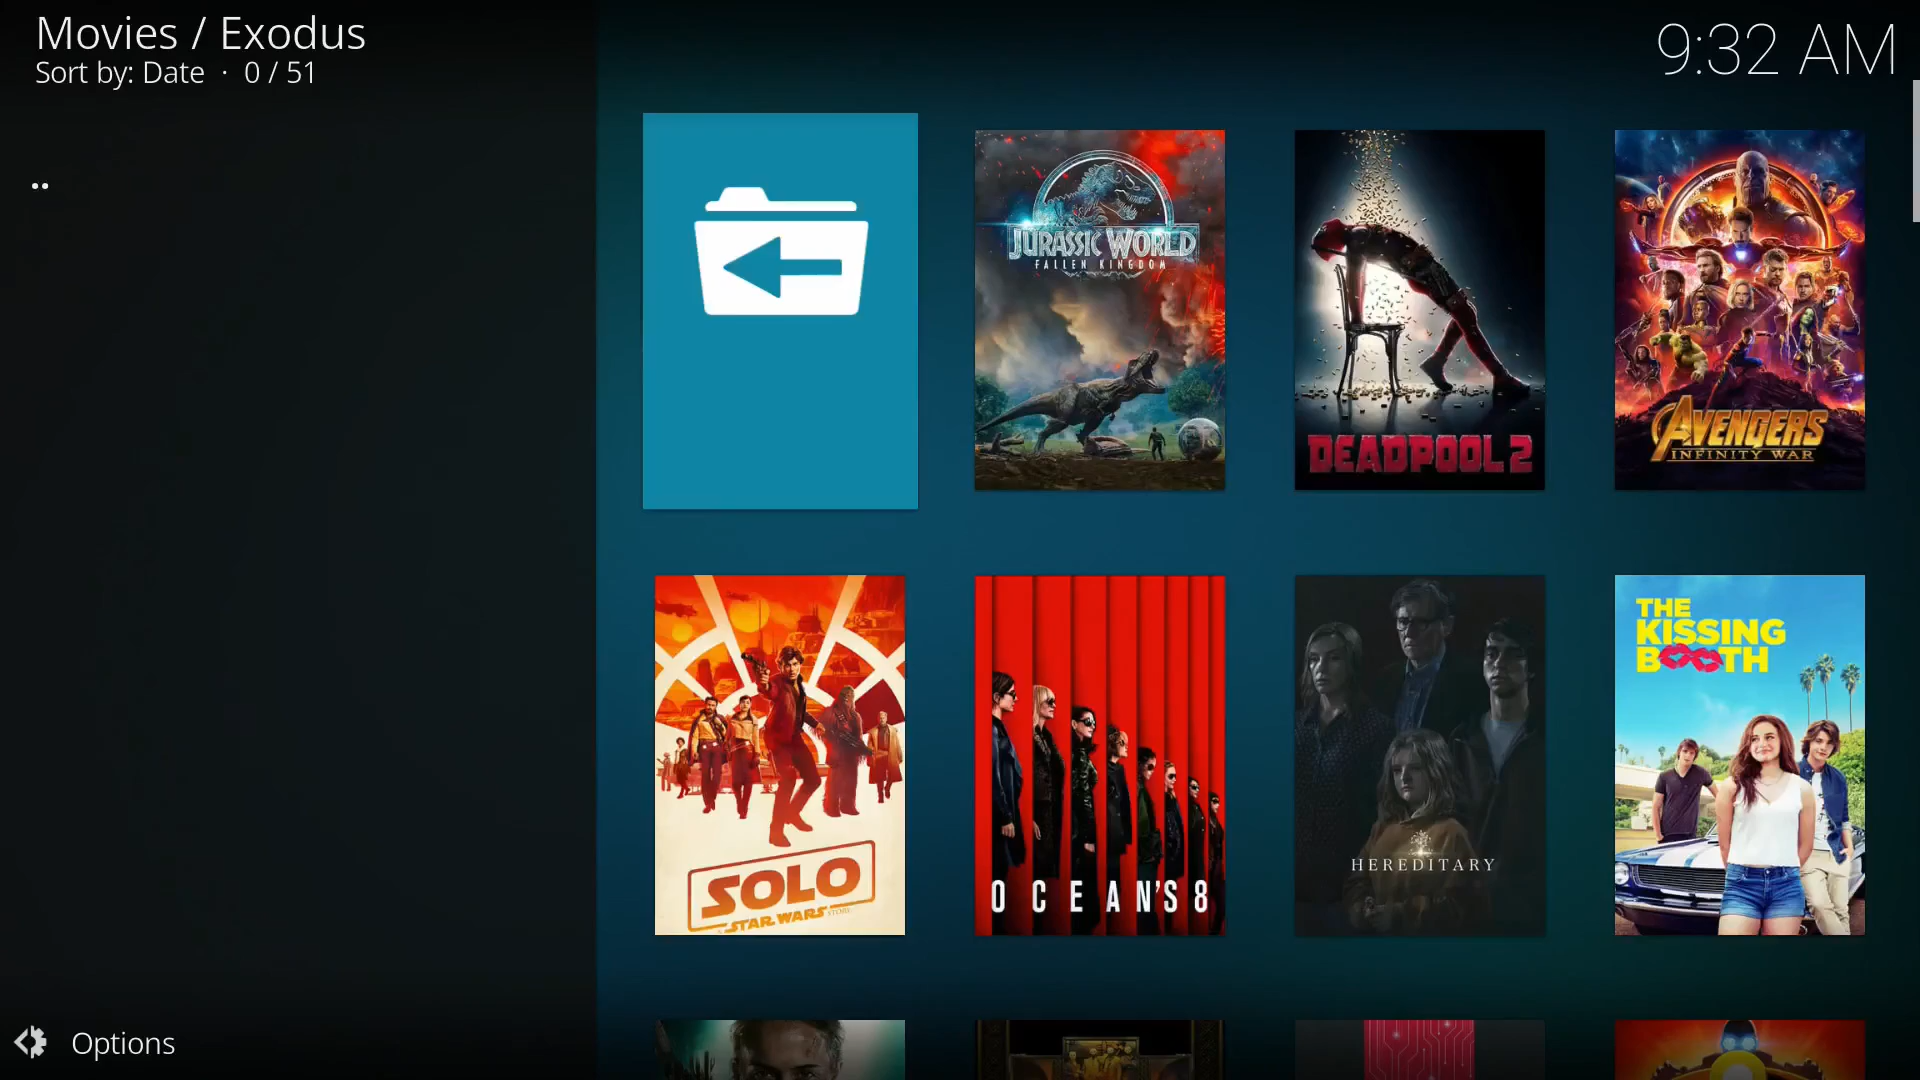 Movies / Exodus
Sort by: Date · 0 / 51
9:32 AM
..
JURASSIC WORLD
FALLEN KINGDOM
DEADPOOL 2
AVENGERS
INFINITY WAR
SOLO
A STAR WARS STORY
OCEAN'S 8
HEREDITARY
THE
KISSING
BOOTH
Options